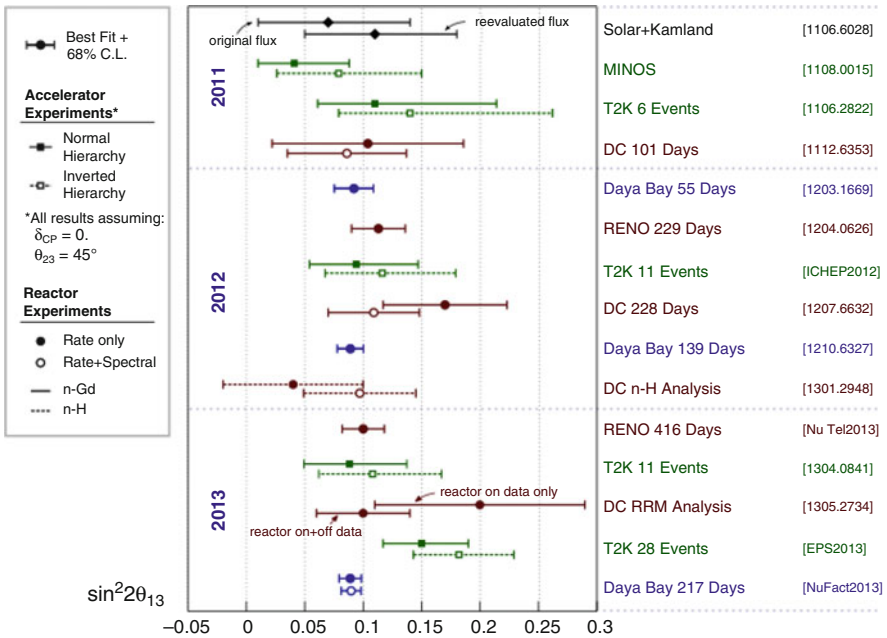 Best Fit +
68% C.L.
Accelerator
Experiments*
Normal
Hierarchy
Inverted
Hierarchy
*All results assuming:
δCP = 0.
θ23 = 45°
Reactor
Experiments
Rate only
Rate+Spectral
n-Gd
n-H
original flux
reevaluated flux
2011
Solar+Kamland [1106.6028]
MINOS [1108.0015]
T2K 6 Events [1106.2822]
DC 101 Days [1112.6353]
2012
Daya Bay 55 Days [1203.1669]
RENO 229 Days [1204.0626]
T2K 11 Events [ICHEP2012]
DC 228 Days [1207.6632]
Daya Bay 139 Days [1210.6327]
DC n-H Analysis [1301.2948]
2013
RENO 416 Days [Nu Tel2013]
T2K 11 Events [1304.0841]
reactor on data only
DC RRM Analysis [1305.2734]
reactor on+off data
T2K 28 Events [EPS2013]
Daya Bay 217 Days [NuFact2013]
sin²2θ13
−0.05 0 0.05 0.1 0.15 0.2 0.25 0.3